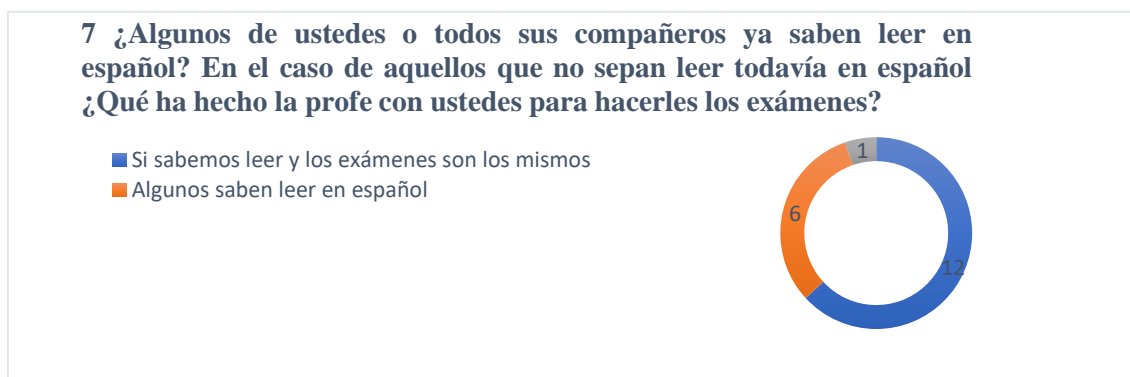 7 ¿Algunos de ustedes o todos sus compañeros ya saben leer en
español? En el caso de aquellos que no sepan leer todavía en español
¿Qué ha hecho la profe con ustedes para hacerles los exámenes?
Si sabemos leer y los exámenes son los mismos
Algunos saben leer en español
1
6
12